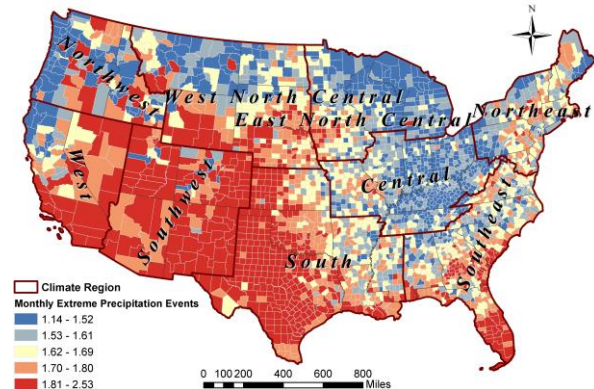 N
Northwest
West North Central
East North Central
Northeast
West
Southwest
Central
Southeast
South
Climate Region
Monthly Extreme Precipitation Events
1.14 - 1.52
1.53 - 1.61
1.62 - 1.69
1.70 - 1.80
1.81 - 2.53
0 100 200 400 600 800
Miles